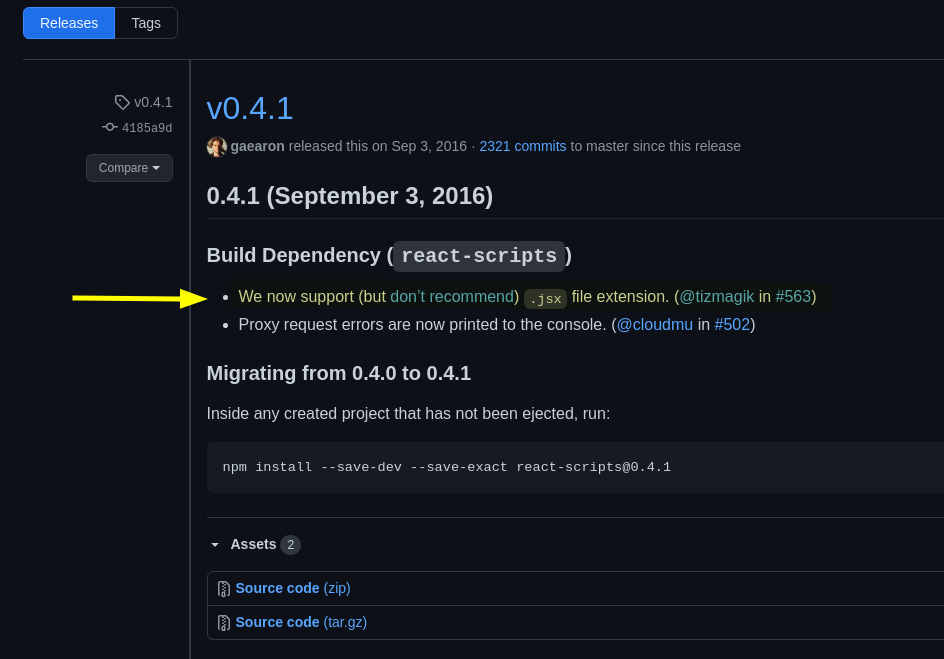 Releases Tags
v0.4.1
4185a9d
Compare
v0.4.1
gaearon released this on Sep 3, 2016 · 2321 commits to master since this release
0.4.1 (September 3, 2016)
Build Dependency (react-scripts)
We now support (but don’t recommend) .jsx file extension. (@tizmagik in #563)
Proxy request errors are now printed to the console. (@cloudmu in #502)
Migrating from 0.4.0 to 0.4.1
Inside any created project that has not been ejected, run:
npm install --save-dev --save-exact react-scripts@0.4.1
Assets 2
Source code (zip)
Source code (tar.gz)